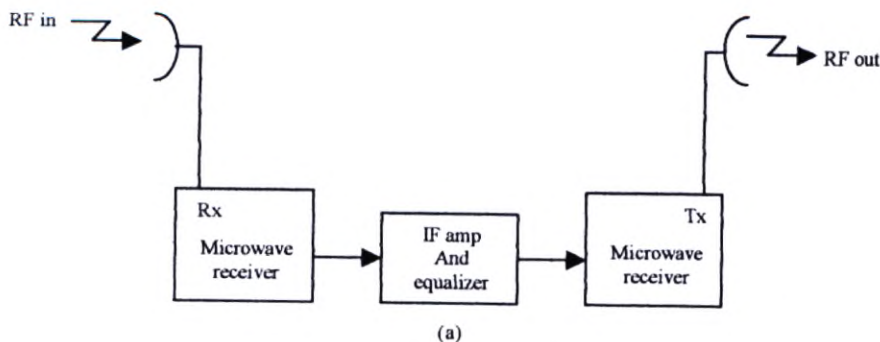 RF in
RF out
Rx
Microwave
receiver
IF amp
And
equalizer
Tx
Microwave
receiver
(a)